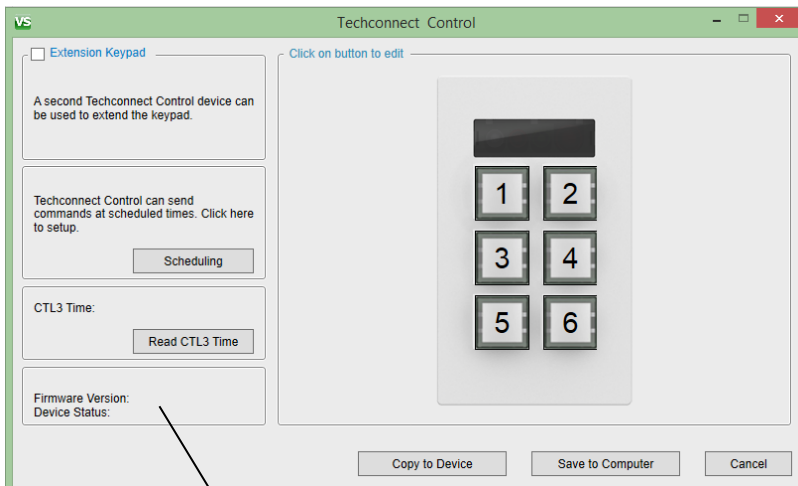 VS
Techconnect Control
Extension Keypad
A second Techconnect Control device can
be used to extend the keypad.
Techconnect Control can send
commands at scheduled times. Click here
to setup.
Scheduling
CTL3 Time:
Read CTL3 Time
Firmware Version:
Device Status:
Click on button to edit
1 2
3 4
5 6
Copy to Device Save to Computer Cancel